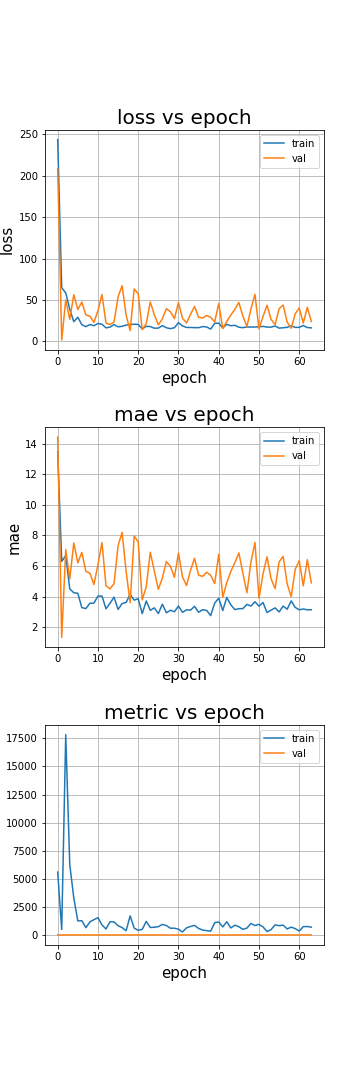 loss vs epoch
250
200
150
100
50
0
loss
train
val
0 10 20 30 40 50 60
epoch
mae vs epoch
14
12
10
8
6
4
2
mae
train
val
0 10 20 30 40 50 60
epoch
metric vs epoch
17500
15000
12500
10000
7500
5000
2500
0
train
val
0 10 20 30 40 50 60
epoch